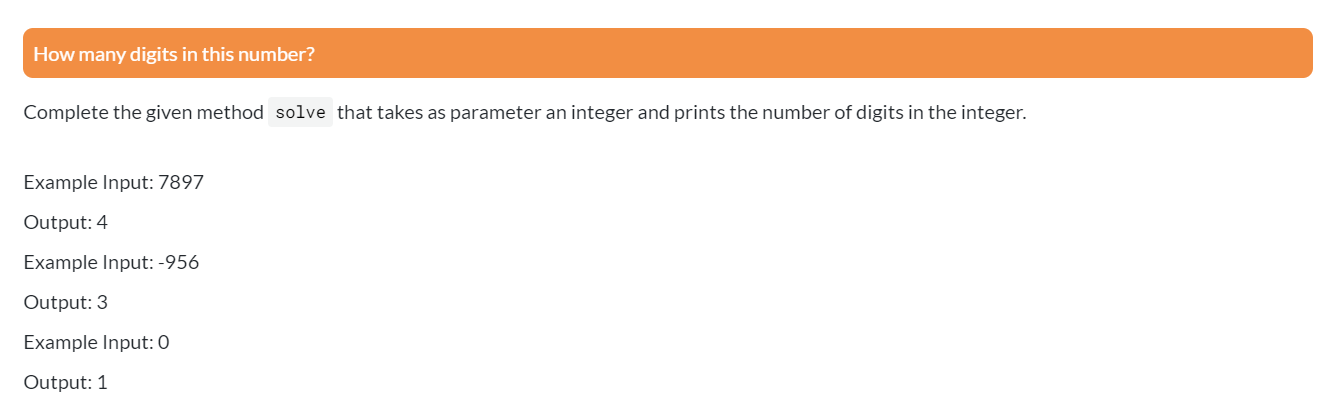 How many digits in this number?
Complete the given method solve that takes as parameter an integer and prints the number of digits in the integer.
Example Input: 7897
Output: 4
Example Input: -956
Output: 3
Example Input: 0
Output: 1